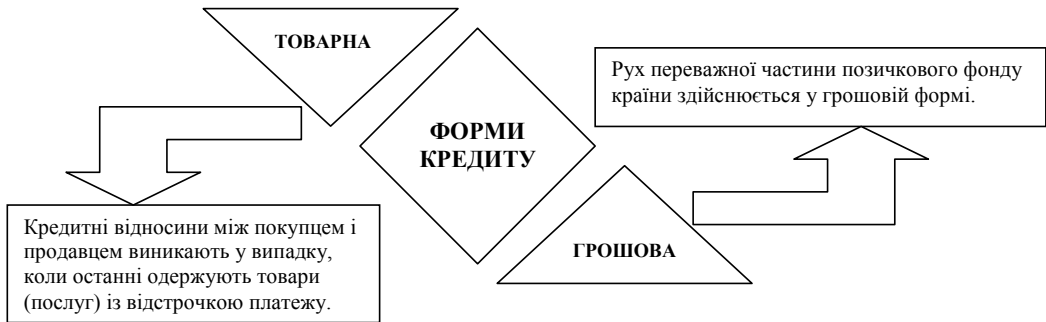 ТОВАРНА
ФОРМИ
КРЕДИТУ
Рух переважної частини позичкового фонду
країни здійснюється у грошовій формі.
Кредитні відносини між покупцем і
продавцем виникають у випадку,
коли останні одержують товари
(послуг) із відстрочкою платежу.
ГРОШОВА